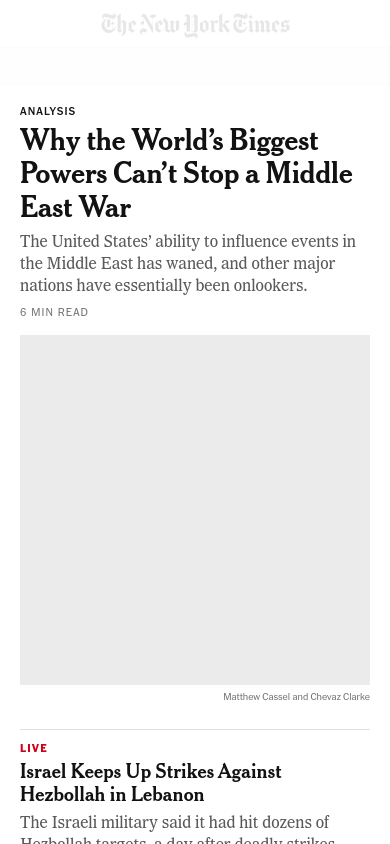 The New York Times
ANALYSIS
Why the World’s Biggest
Powers Can’t Stop a Middle
East War
The United States’ ability to influence events in
the Middle East has waned, and other major
nations have essentially been onlookers.
6 MIN READ
Matthew Cassel and Chevaz Clarke
LIVE
Israel Keeps Up Strikes Against
Hezbollah in Lebanon
The Israeli military said it had hit dozens of
Hezbollah targets, a day after deadly strikes